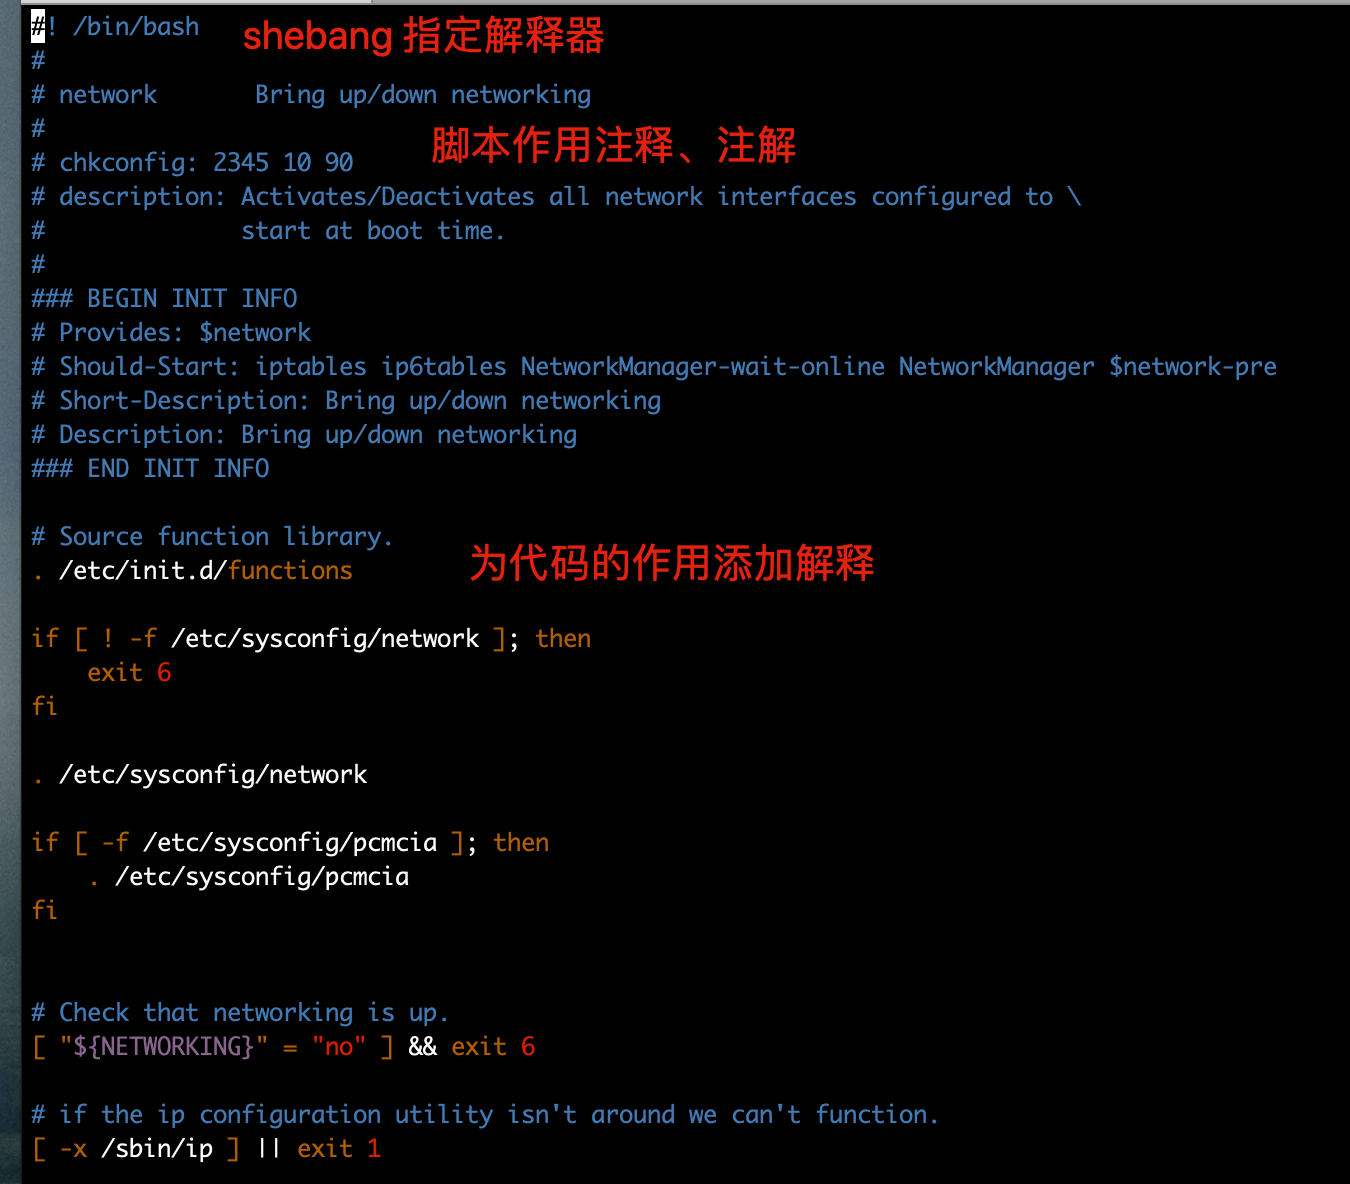 #! /bin/bash shebang 指定解释器
#
# network       Bring up/down networking
#
脚本作用注释、注解
# chkconfig: 2345 10 90
# description: Activates/Deactivates all network interfaces configured to \
#              start at boot time.
#
### BEGIN INIT INFO
# Provides: $network
# Should-Start: iptables ip6tables NetworkManager-wait-online NetworkManager $network-pre
# Short-Description: Bring up/down networking
# Description: Bring up/down networking
### END INIT INFO
# Source function library.
. /etc/init.d/functions 为代码的作用添加解释
if [ ! -f /etc/sysconfig/network ]; then
    exit 6
fi
. /etc/sysconfig/network
if [ -f /etc/sysconfig/pcmcia ]; then
    . /etc/sysconfig/pcmcia
fi
# Check that networking is up.
[ "${NETWORKING}" = "no" ] && exit 6
# if the ip configuration utility isn't around we can't function.
[ -x /sbin/ip ] || exit 1